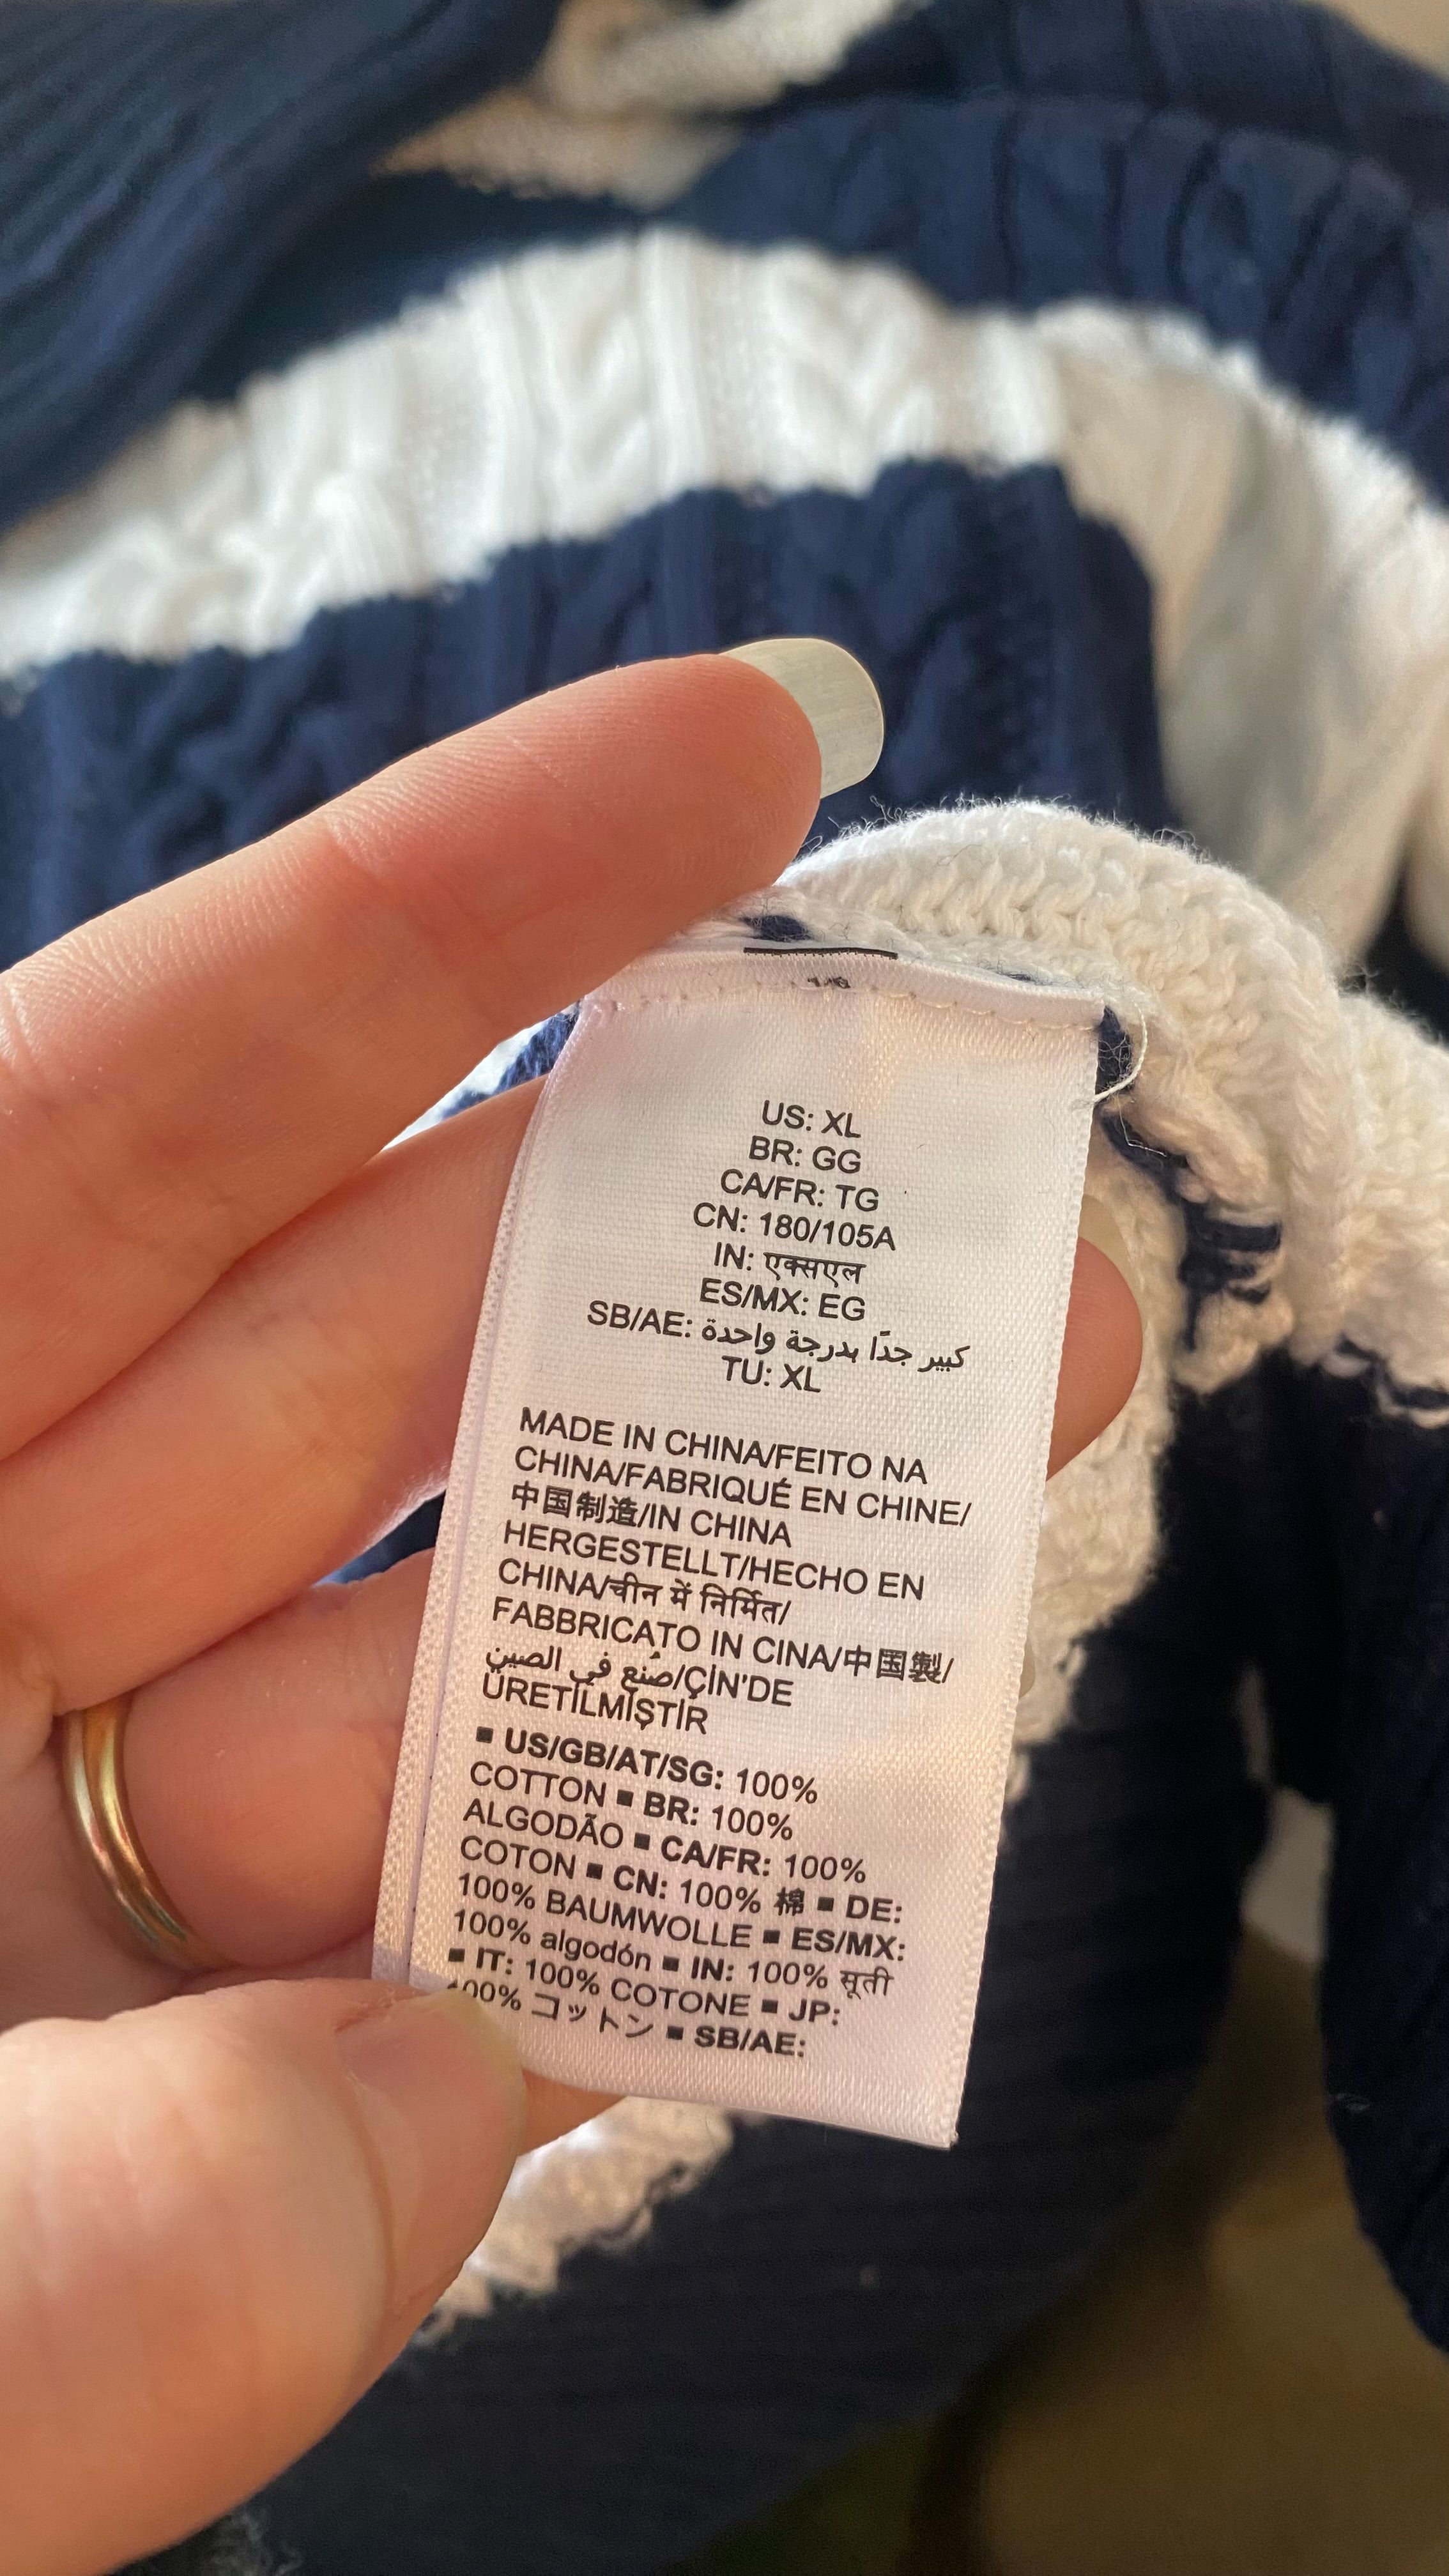 US: XL
BR: GG
CA/FR: TG
CN: 180/105A
IN: एक्सएल
ES/MX: EG
SB/AE: كبير جدًا بدرجة واحدة
TU: XL
MADE IN CHINA/FEITO NA
CHINA/FABRIQUÉ EN CHINE/
中国制造/IN CHINA
HERGESTELLT/HECHO EN
CHINA/चीन में निर्मित/
FABBRICATO IN CINA/中国製/
صُنع في الصين/ÇİN'DE
ÜRETİLMİŞTİR
▪ US/GB/AT/SG: 100%
COTTON ▪ BR: 100%
ALGODÃO ▪ CA/FR: 100%
COTON ▪ CN: 100% 棉 ▪ DE:
100% BAUMWOLLE ▪ ES/MX:
100% algodón ▪ IN: 100% सूती
▪ IT: 100% COTONE ▪ JP:
100% コットン ▪ SB/AE: